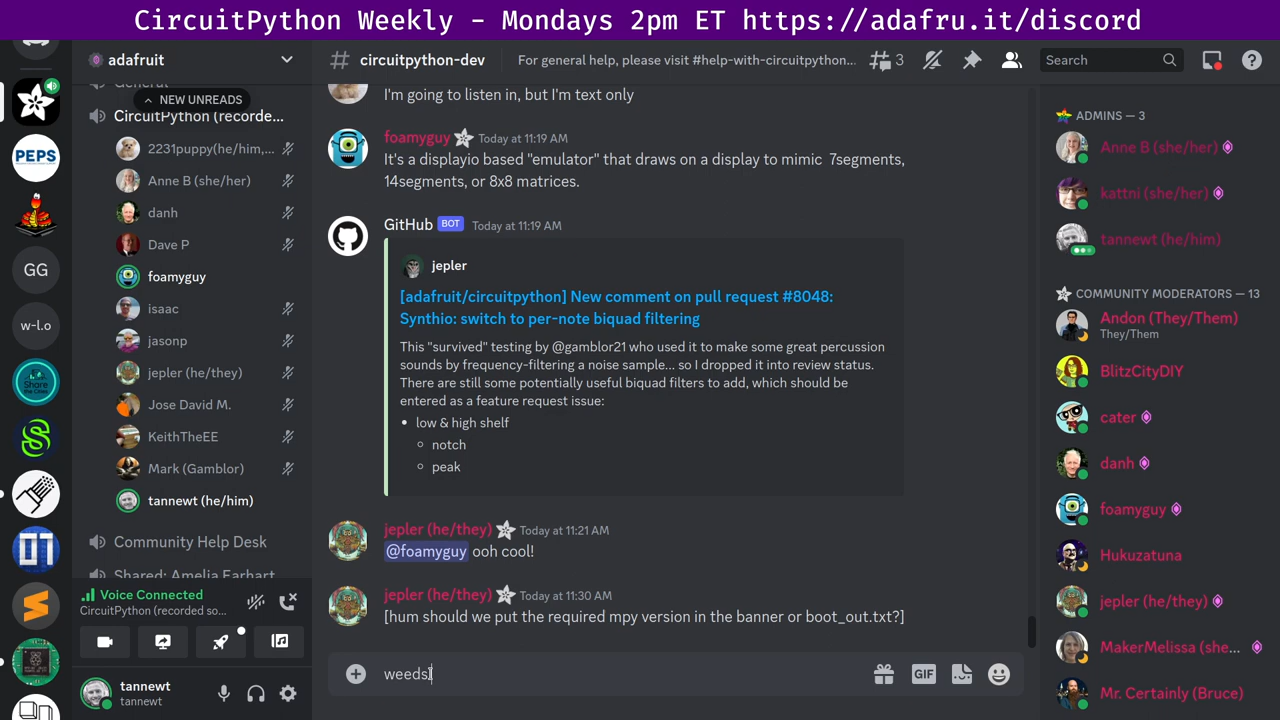 CircuitPython Weekly - Mondays 2pm ET https://adafru.it/discord
adafruit
General
NEW UNREADS
CircuitPython (recorde...
2231puppy(he/him,...
Anne B (she/her)
danh
Dave P
foamyguy
isaac
jasonp
jepler (he/they)
Jose David M.
KeithTheEE
Mark (Gamblor)
tannewt (he/him)
Community Help Desk
Shared: Amelia Earhart
Voice Connected
CircuitPython (recorded so...
tannewt
tannewt
PEPS
GG
w-l.o
Share
the Cities
# circuitpython-dev
For general help, please visit #help-with-circuitpython...
3
Search
I'm going to listen in, but I'm text only
foamyguy Today at 11:19 AM
It's a displayio based "emulator" that draws on a display to mimic 7segments,
14segments, or 8x8 matrices.
GitHub BOT Today at 11:19 AM
jepler
[adafruit/circuitpython] New comment on pull request #8048:
Synthio: switch to per-note biquad filtering
This "survived" testing by @gamblor21 who used it to make some great percussion
sounds by frequency-filtering a noise sample... so I dropped it into review status.
There are still some potentially useful biquad filters to add, which should be
entered as a feature request issue:
• low & high shelf
◦ notch
◦ peak
jepler (he/they) Today at 11:21 AM
@foamyguy ooh cool!
jepler (he/they) Today at 11:30 AM
[hum should we put the required mpy version in the banner or boot_out.txt?]
weeds
GIF
ADMINS — 3
Anne B (she/her)
kattni (she/her)
tannewt (he/him)
COMMUNITY MODERATORS — 13
Andon (They/Them)
They/Them
BlitzCityDIY
cater
danh
foamyguy
Hukuzatuna
jepler (he/they)
MakerMelissa (she...
Mr. Certainly (Bruce)